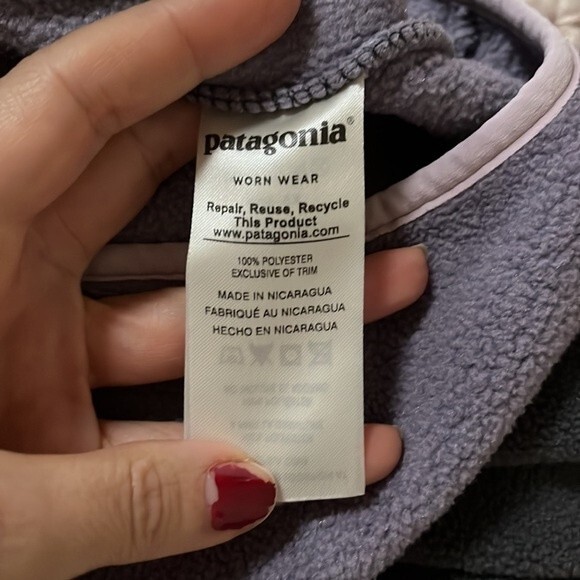 patagonia®
WORN WEAR
Repair, Reuse, Recycle
This Product
www.patagonia.com
100% POLYESTER
EXCLUSIVE OF TRIM
MADE IN NICARAGUA
FABRIQUÉ AU NICARAGUA
HECHO EN NICARAGUA